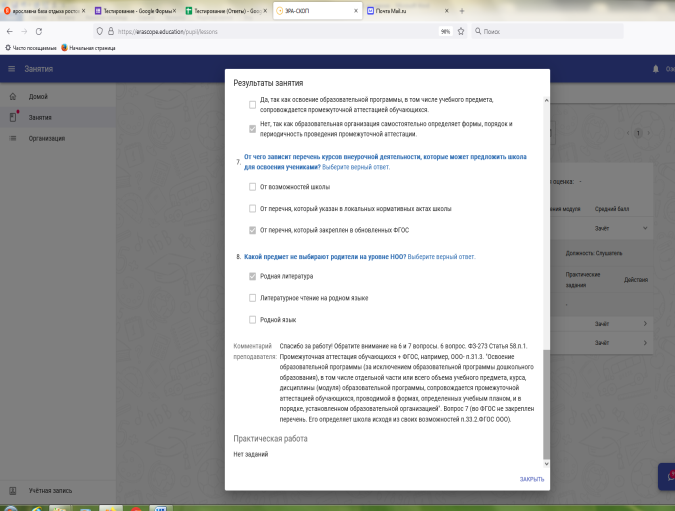 ярославна база отдыха росто
Тестирование - Google Формы
Тестирование (Ответы) - Goo
ЭРА-СКОП
Почта Mail.ru
https://erascope.education/pupil/lessons
90%
Поиск
Часто посещаемые
Начальная страница
Занятия
Домой
Занятия
Организация
Результаты занятия
Да, так как освоение образовательной программы, в том числе учебного предмета,
сопровождается промежуточной аттестацией обучающихся.
Нет, так как образовательная организация самостоятельно определяет формы, порядок и
периодичность проведения промежуточной аттестации.
7. От чего зависит перечень курсов внеурочной деятельности, которые может предложить школа
для освоения учениками? Выберите верный ответ.
От возможностей школы
От перечня, который указан в локальных нормативных актах школы
От перечня, который закреплен в обновленных ФГОС
8. Какой предмет не выбирают родители на уровне НОО? Выберите верный ответ.
Родная литература
Литературное чтение на родном языке
Родной язык
Комментарий преподавателя:
Спасибо за работу! Обратите внимание на 6 и 7 вопросы. 6 вопрос. ФЗ-273 Статья 58.п.1.
Промежуточная аттестация обучающихся + ФГОС, например, ООО- п.31.3. "Освоение
образовательной программы (за исключением образовательной программы дошкольного
образования), в том числе отдельной части или всего объема учебного предмета, курса,
дисциплины (модуля) образовательной программы, сопровождается промежуточной
аттестацией обучающихся, проводимой в формах, определенных учебным планом, и в
порядке, установленном образовательной организацией". Вопрос 7 (во ФГОС не закреплен
перечень. Его определяет школа исходя из своих возможностей п.33.2 ФГОС ООО).
Практическая работа
Нет заданий
ЗАКРЫТЬ
оценка: -
модуле
Средний балл
Зачёт
Должность: Слушатель
Практические
задания
Действия
-
Зачёт
Зачёт
1
Учётная запись